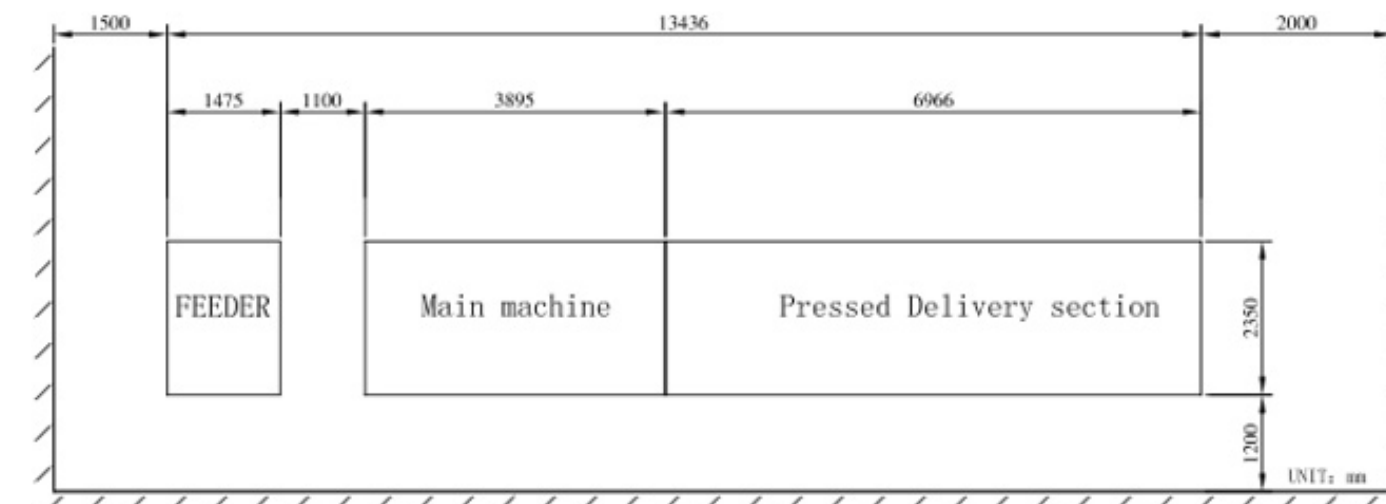 1500 13436 2000
1475 1100 3895 6966
FEEDER Main machine Pressed Delivery section
2350
1200
UNIT: mm